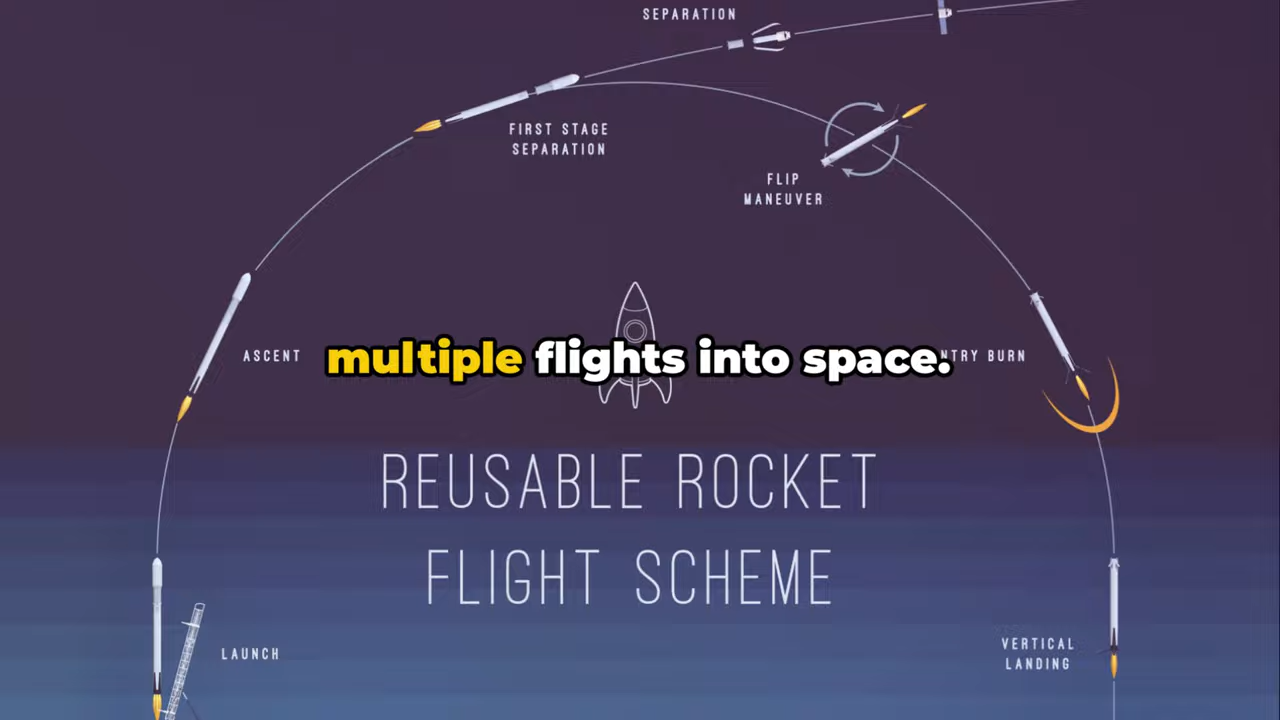 SEPARATION
FIRST STAGE
SEPARATION
FLIP
MANEUVER
ASCENT
multiple flights into space.
NTRY BURN
REUSABLE ROCKET
FLIGHT SCHEME
LAUNCH
VERTICAL
LANDING